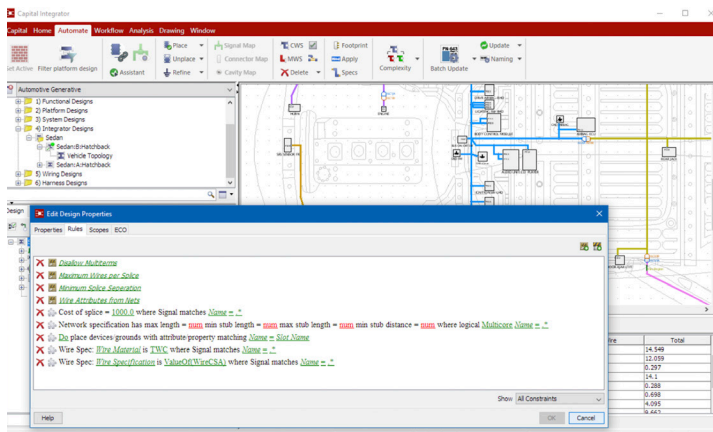 Capital Integrator
Capital Home Automate Workflow Analysis Drawing Window
Set Active Filter platform design
Assistant
Place
Unplace
Refine
Signal Map
Connector Map
Cavity Map
CWS
MWS
Delete
Footprint
Apply
Specs
Complexity
Batch Update
Update
Naming
Automotive Generative
1) Functional Designs
2) Platform Designs
3) System Designs
4) Integrator Designs
Sedan
Sedan:B:Hatchback
Vehicle Topology
Sedan:A:Hatchback
5) Wiring Designs
6) Harness Designs
Design
Edit Design Properties
Properties Rules Scopes ECO
Disallow Multiterms
Maximum Wires per Splice
Minimum Splice Seperation
Wire Attributes from Nets
Cost of splice = 1000.0 where Signal matches Name = .*
Network specification has max length = num min stub length = num max stub length = num min stub distance = num where logical Multicore Name = .*
Do place devices/grounds with attribute/property matching Name = Slot Name
Wire Spec: Wire Material is TWC where Signal matches Name = .*
Wire Spec: Wire Specification is ValueOf(WireCSA) where Signal matches Name = .*
Show All Constraints
Help OK Cancel
Total
14.549
12.059
0.297
14.1
0.288
0.698
4.095
9.662